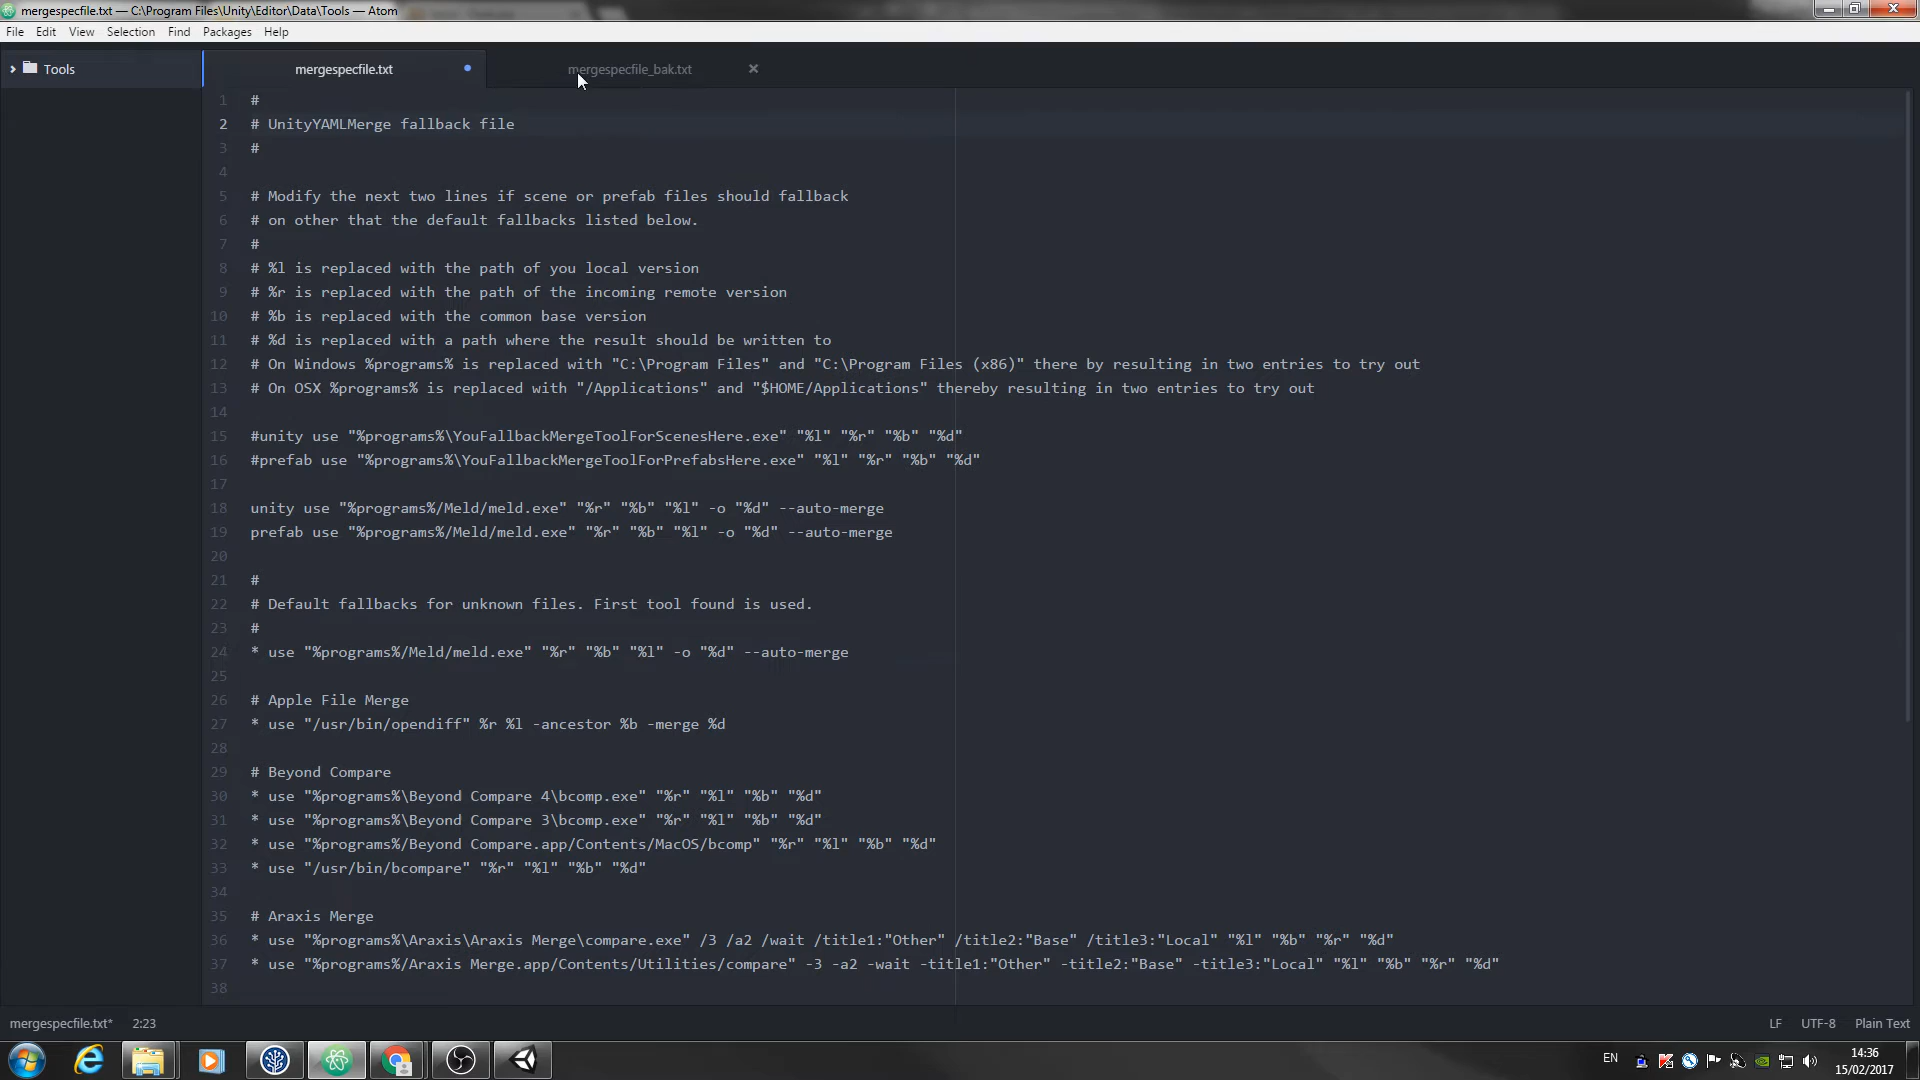 mergespecfile.txt — C:\Program Files\Unity\Editor\Data\Tools — Atom
File Edit View Selection Find Packages Help
Tools
mergespecfile.txt
mergespecfile_bak.txt
1 #
2 # UnityYAMLMerge fallback file
3 #
4
5 # Modify the next two lines if scene or prefab files should fallback
6 # on other that the default fallbacks listed below.
7 #
8 # %l is replaced with the path of you local version
9 # %r is replaced with the path of the incoming remote version
10 # %b is replaced with the common base version
11 # %d is replaced with a path where the result should be written to
12 # On Windows %programs% is replaced with "C:\Program Files" and "C:\Program Files (x86)" there by resulting in two entries to try out
13 # On OSX %programs% is replaced with "/Applications" and "$HOME/Applications" thereby resulting in two entries to try out
14
15 #unity use "%programs%\YouFallbackMergeToolForScenesHere.exe" "%l" "%r" "%b" "%d"
16 #prefab use "%programs%\YouFallbackMergeToolForPrefabsHere.exe" "%l" "%r" "%b" "%d"
17
18 unity use "%programs%/Meld/meld.exe" "%r" "%b" "%l" -o "%d" --auto-merge
19 prefab use "%programs%/Meld/meld.exe" "%r" "%b" "%l" -o "%d" --auto-merge
20
21 #
22 # Default fallbacks for unknown files. First tool found is used.
23 #
24 * use "%programs%/Meld/meld.exe" "%r" "%b" "%l" -o "%d" --auto-merge
25
26 # Apple File Merge
27 * use "/usr/bin/opendiff" %r %l -ancestor %b -merge %d
28
29 # Beyond Compare
30 * use "%programs%\Beyond Compare 4\bcomp.exe" "%r" "%l" "%b" "%d"
31 * use "%programs%\Beyond Compare 3\bcomp.exe" "%r" "%l" "%b" "%d"
32 * use "%programs%/Beyond Compare.app/Contents/MacOS/bcomp" "%r" "%l" "%b" "%d"
33 * use "/usr/bin/bcompare" "%r" "%l" "%b" "%d"
34
35 # Araxis Merge
36 * use "%programs%\Araxis\Araxis Merge\compare.exe" /3 /a2 /wait /title1:"Other" /title2:"Base" /title3:"Local" "%l" "%b" "%r" "%d"
37 * use "%programs%/Araxis Merge.app/Contents/Utilities/compare" -3 -a2 -wait -title1:"Other" -title2:"Base" -title3:"Local" "%l" "%b" "%r" "%d"
38
mergespecfile.txt* 2:23
LF UTF-8 Plain Text
EN
14:36
15/02/2017